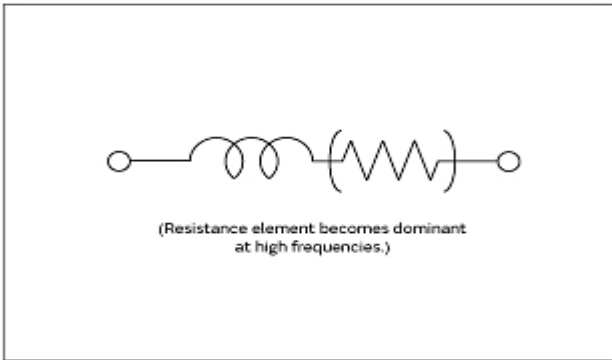 (Resistance element becomes dominant
at high frequencies.)